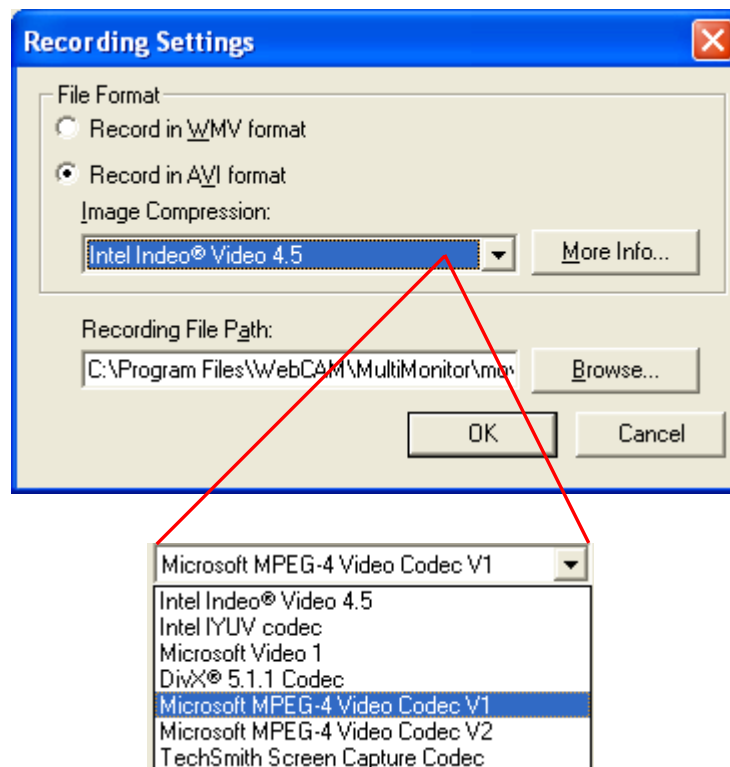 Recording Settings
File Format
Record in WMV format
Record in AVI format
Image Compression:
Intel Indeo® Video 4.5
More Info...
Recording File Path:
C:\Program Files\WebCAM\MultiMonitor\mov
Browse...
OK
Cancel
Microsoft MPEG-4 Video Codec V1
Intel Indeo® Video 4.5
Intel IYUV codec
Microsoft Video 1
DivX® 5.1.1 Codec
Microsoft MPEG-4 Video Codec V1
Microsoft MPEG-4 Video Codec V2
TechSmith Screen Capture Codec